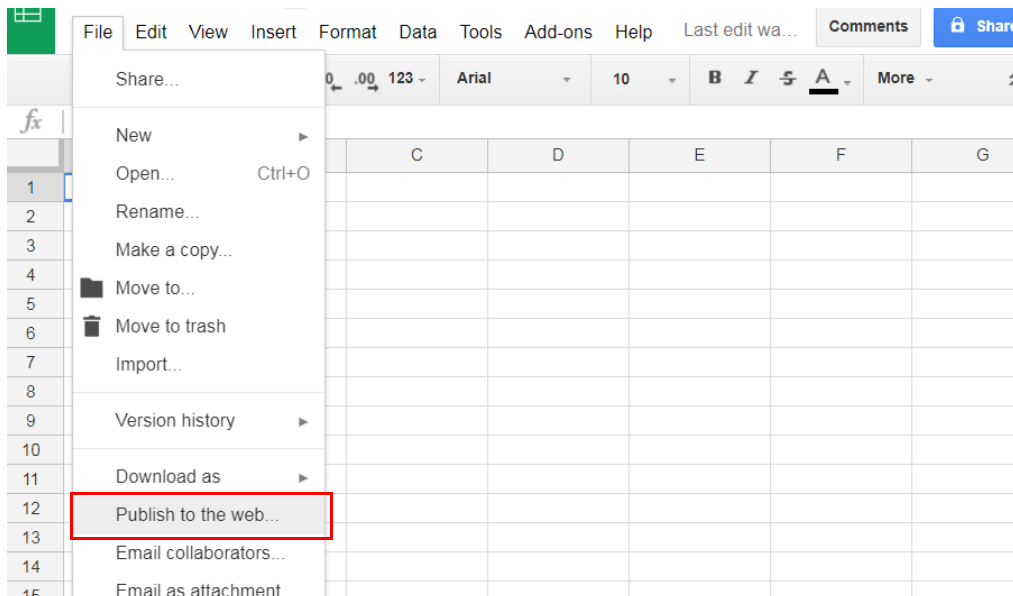 File Edit View Insert Format Data Tools Add-ons Help Last edit wa... Comments
Share...
.00 123 Arial 10 B I S A More
fx
New
C D E F G
Open... Ctrl+O
1
Rename...
2
Make a copy...
3
4
Move to...
5
Move to trash
6
Import...
7
8
Version history
9
10
Download as
11
Publish to the web...
12
13
Email collaborators...
14
Email as attachment
15